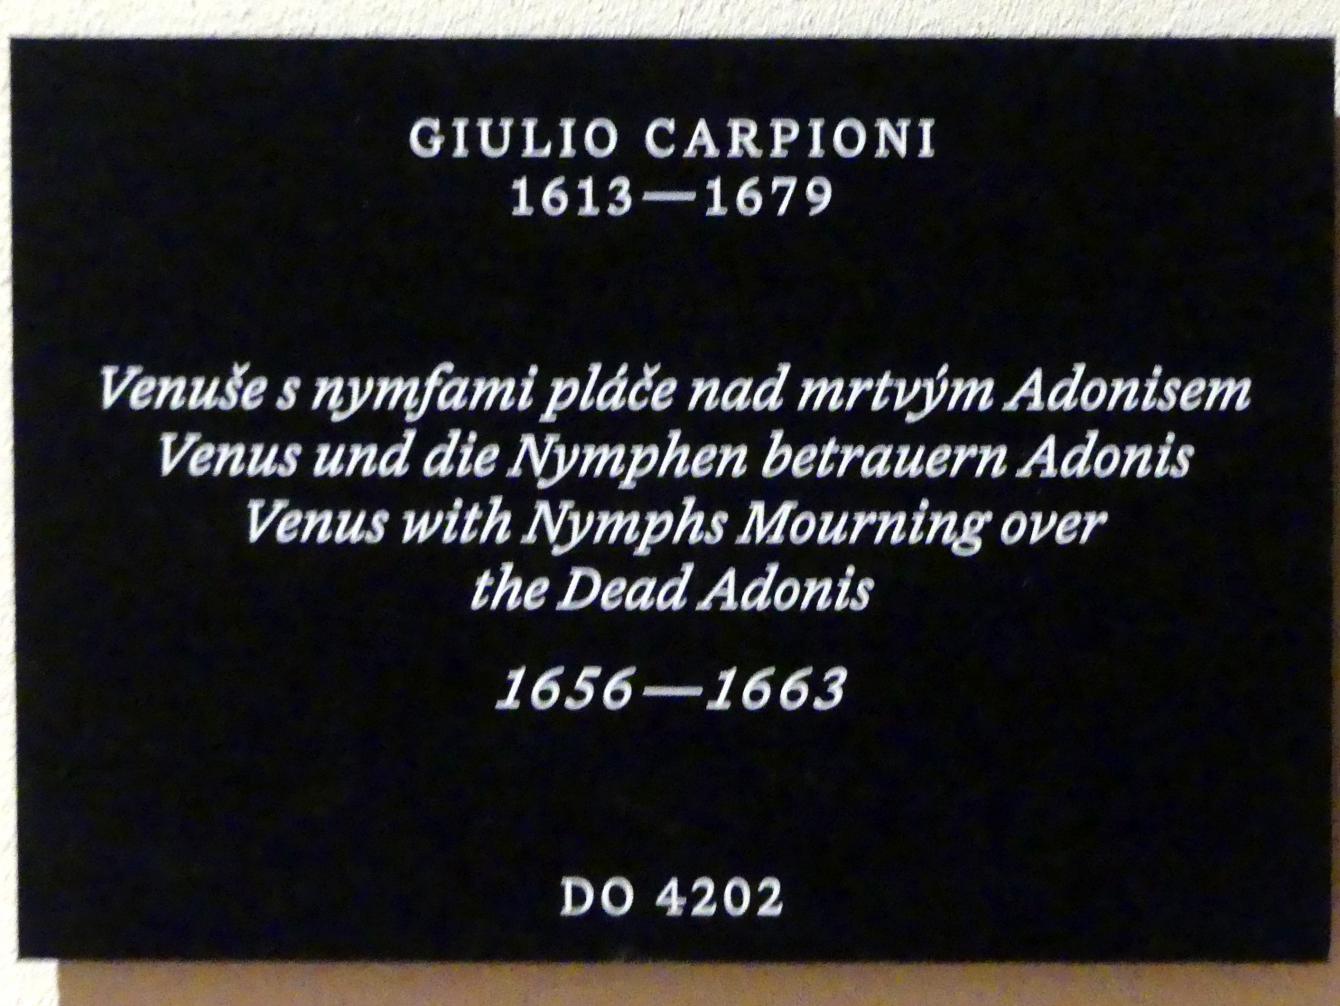 GIULIO CARPIONI
1613—1679
Venuše s nymfami pláče nad mrtvým Adonisem
Venus und die Nymphen betrauern Adonis
Venus with Nymphs Mourning over
the Dead Adonis
1656—1663
DO 4202